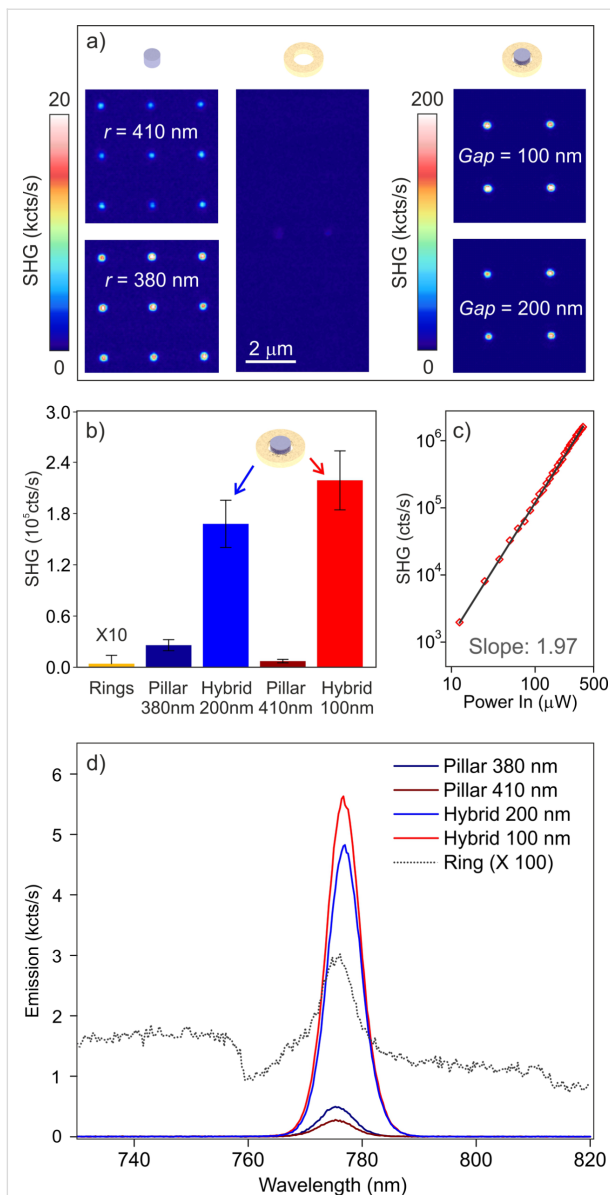 a)
20
SHG (kcts/s)
0
r = 410 nm
r = 380 nm
2 μm
200
SHG (kcts/s)
0
Gap = 100 nm
Gap = 200 nm
b)
3.0
2.4
1.8
1.2
0.6
0.0
SHG (10⁵cts/s)
X10
Rings
Pillar
380nm
Hybrid
200nm
Pillar
410nm
Hybrid
100nm
c)
10⁶
10⁵
10⁴
10³
SHG (cts/s)
Slope: 1.97
10
100
500
Power In (μW)
d)
6
5
4
3
2
1
0
Emission (kcts/s)
Pillar 380 nm
Pillar 410 nm
Hybrid 200 nm
Hybrid 100 nm
Ring (X 100)
740
760
780
800
820
Wavelength (nm)